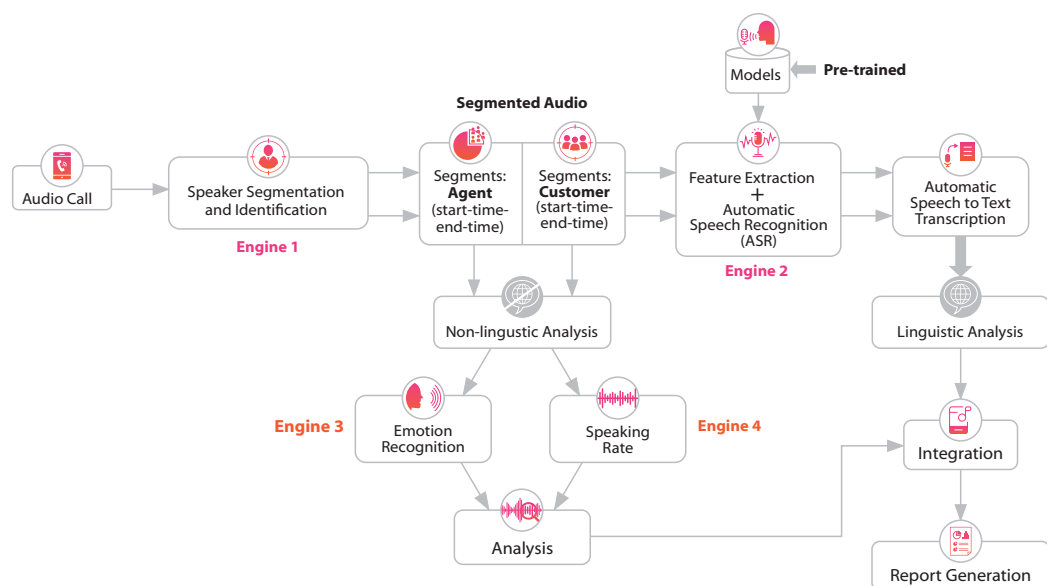 Models
Pre-trained
Segmented Audio
Audio Call
Speaker Segmentation
and Identification
Engine 1
Segments:
Agent
(start-time-
end-time)
Segments:
Customer
(start-time-
end-time)
Feature Extraction
+
Automatic
Speech Recognition
(ASR)
Engine 2
Automatic
Speech to Text
Transcription
Non-lingustic Analysis
Linguistic Analysis
Engine 3
Emotion
Recognition
Speaking
Rate
Engine 4
Integration
Analysis
Report Generation